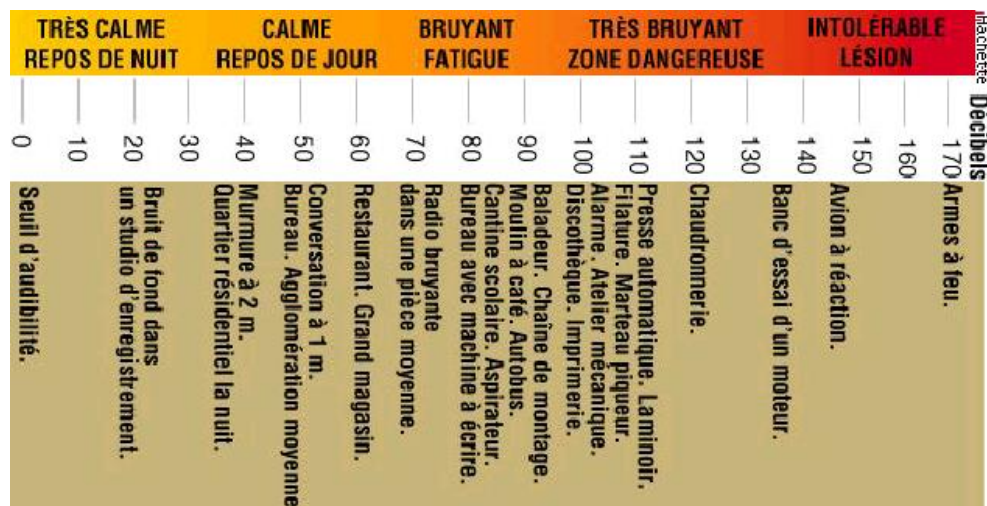 TRÈS CALME
REPOS DE NUIT
CALME
REPOS DE JOUR
BRUYANT
FATIGUE
TRÈS BRUYANT
ZONE DANGEREUSE
INTOLÉRABLE
LÉSION
Hachette
Décibels
0
10
20
30
40
50
60
70
80
90
100
110
120
130
140
150
160
170
Seuil d'audibilité.
Bruit de fond dans
un studio d'enregistrement.
Murmure à 2 m.
Quartier résidentiel la nuit.
Conversation à 1 m.
Bureau. Agglomération moyenne
Restaurant. Grand magasin.
Radio bruyante
dans une pièce moyenne.
Bureau avec machine à écrire.
Cantine scolaire. Aspirateur.
Moulin à café. Autobus.
Baladeur. Chaîne de montage.
Discothèque. Imprimerie.
Alarme. Atelier mécanique.
Filature. Marteau piqueur.
Presse automatique. Laminoir.
Chaudronnerie.
Banc d'essai d'un moteur.
Avion à réaction.
Armes à feu.